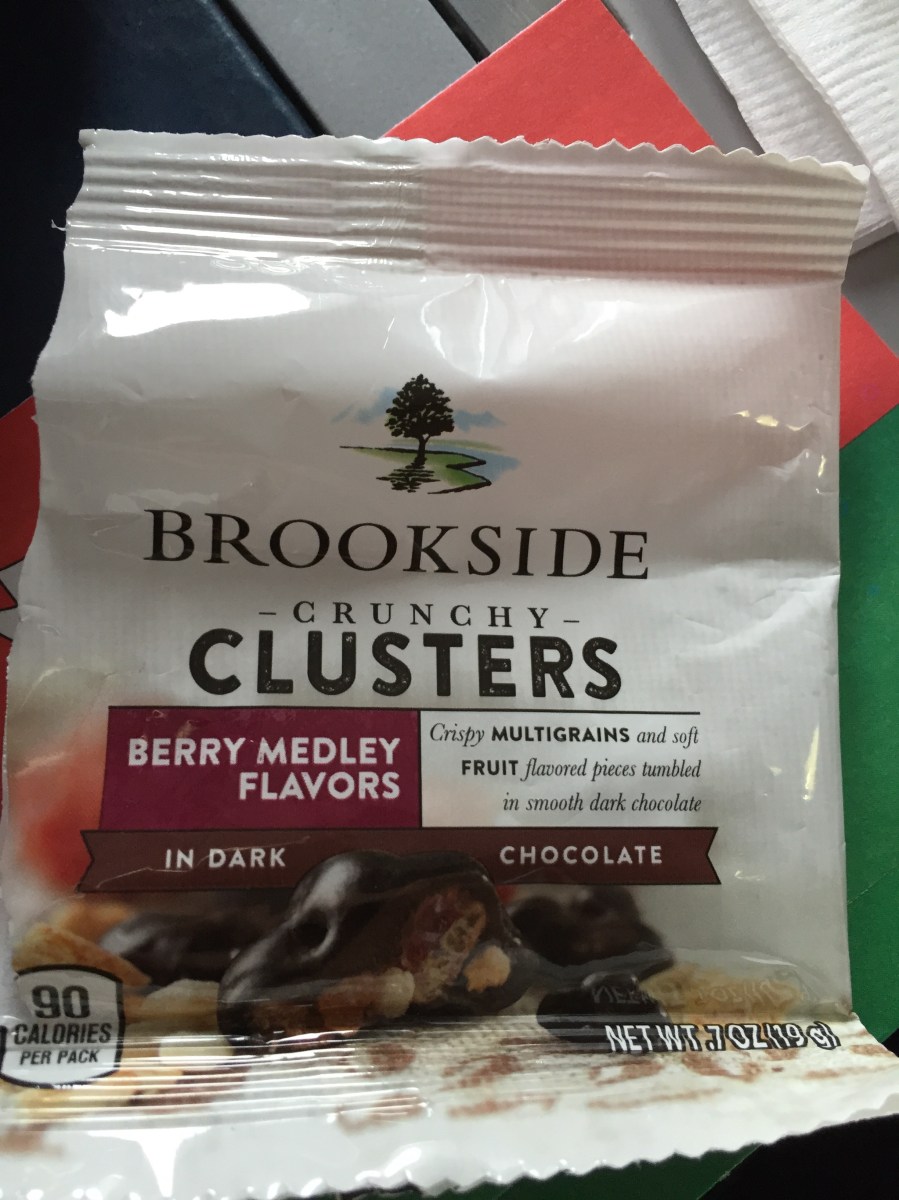 BROOKSIDE
- CRUNCHY -
CLUSTERS
BERRY MEDLEY
FLAVORS
Crispy MULTIGRAINS and soft
FRUIT flavored pieces tumbled
in smooth dark chocolate
IN DARK CHOCOLATE
90
CALORIES
PER PACK
NET WT .7 OZ (19 g)